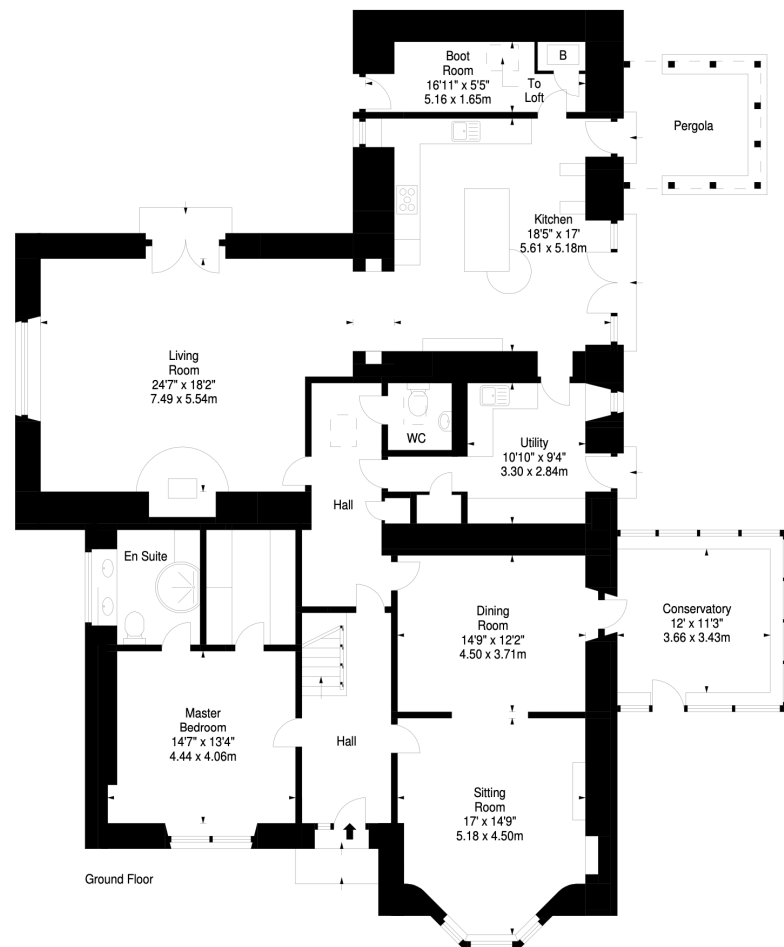 Boot
Room
16'11" x 5'5"
5.16 x 1.65m
To
Loft
B
Pergola
Kitchen
18'5" x 17'
5.61 x 5.18m
Living
Room
24'7" x 18'2"
7.49 x 5.54m
WC
Utility
10'10" x 9'4"
3.30 x 2.84m
Hall
En Suite
Dining
Room
14'9" x 12'2"
4.50 x 3.71m
Conservatory
12' x 11'3"
3.66 x 3.43m
Master
Bedroom
14'7" x 13'4"
4.44 x 4.06m
Hall
Sitting
Room
17' x 14'9"
5.18 x 4.50m
Ground Floor